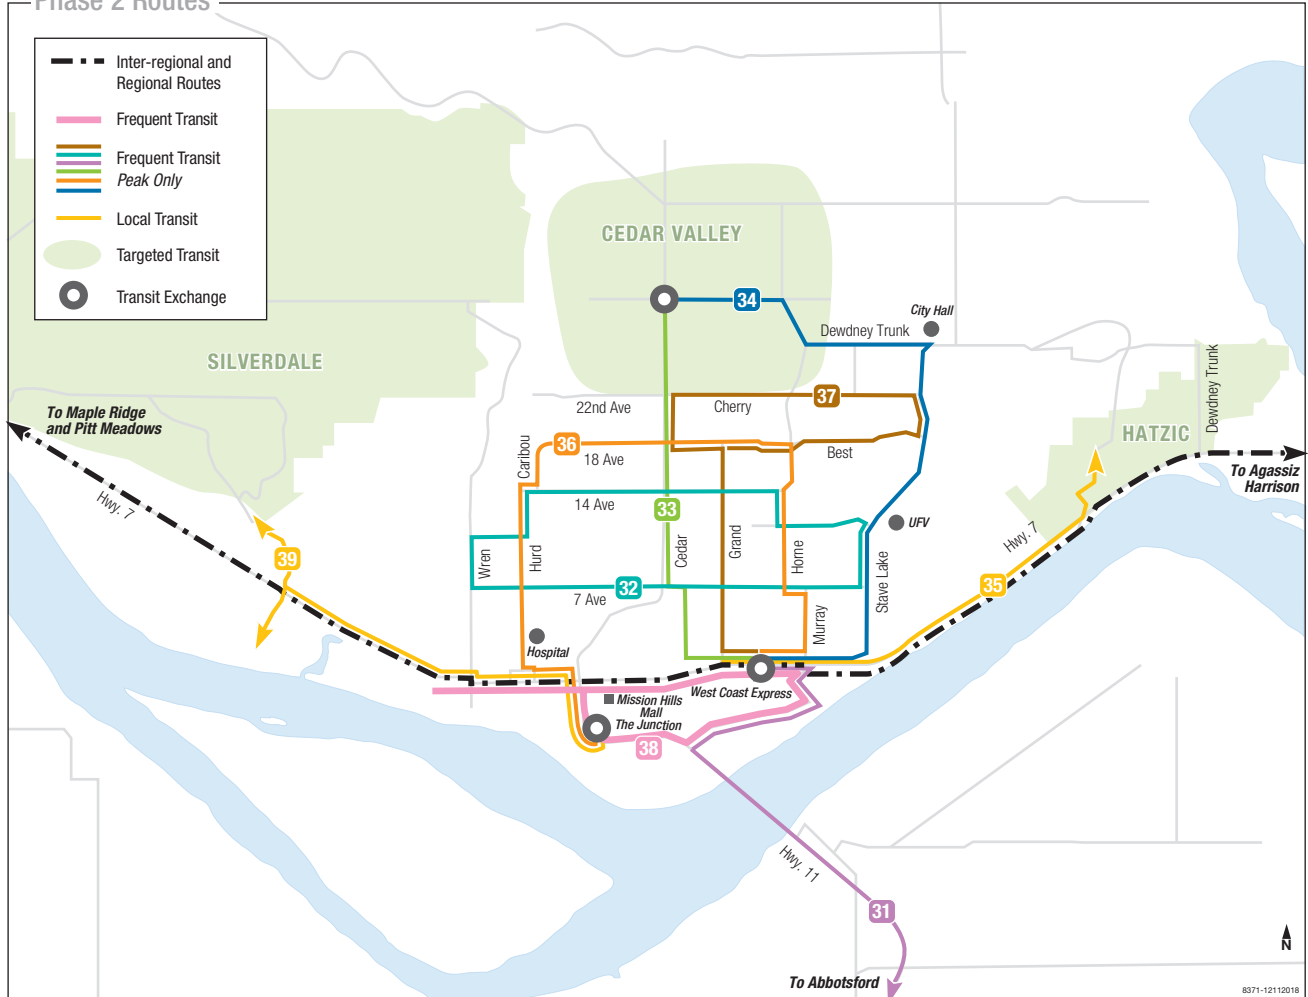 Phase 2 Routes
Inter-regional and
Regional Routes
Frequent Transit
Frequent Transit
Peak Only
Local Transit
Targeted Transit
Transit Exchange
CEDAR VALLEY
34
City Hall
Dewdney Trunk
SILVERDALE
Dewdney Trunk
To Maple Ridge
and Pitt Meadows
22nd Ave
Cherry
37
HATZIC
Caribou
36
18 Ave
Best
To Agassiz
Harrison
Hwy. 7
14 Ave
33
UFV
Hwy. 7
39
Wren
Hurd
Cedar
Grand
Horne
Stave Lake
32
35
7 Ave
Murray
Hospital
West Coast Express
Mission Hills
Mall
The Junction
38
Hwy. 11
31
N
To Abbotsford
8371-12112018